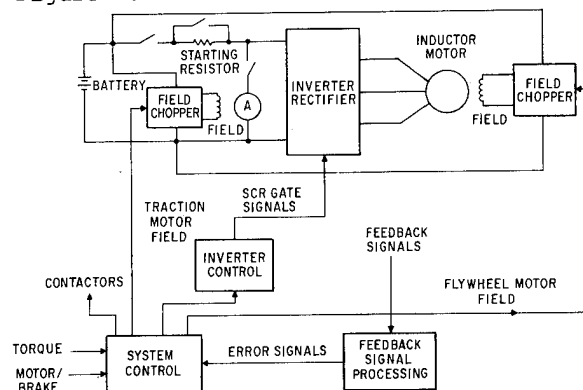 STARTING
RESISTOR
BATTERY
FIELD
CHOPPER
FIELD
A
INVERTER
RECTIFIER
INDUCTOR
MOTOR
FIELD
FIELD
CHOPPER
SCR GATE
SIGNALS
TRACTION
MOTOR
FIELD
INVERTER
CONTROL
FEEDBACK
SIGNALS
CONTACTORS
FLYWHEEL MOTOR
FIELD
TORQUE
MOTOR/
BRAKE
SYSTEM
CONTROL
ERROR SIGNALS
FEEDBACK
SIGNAL
PROCESSING